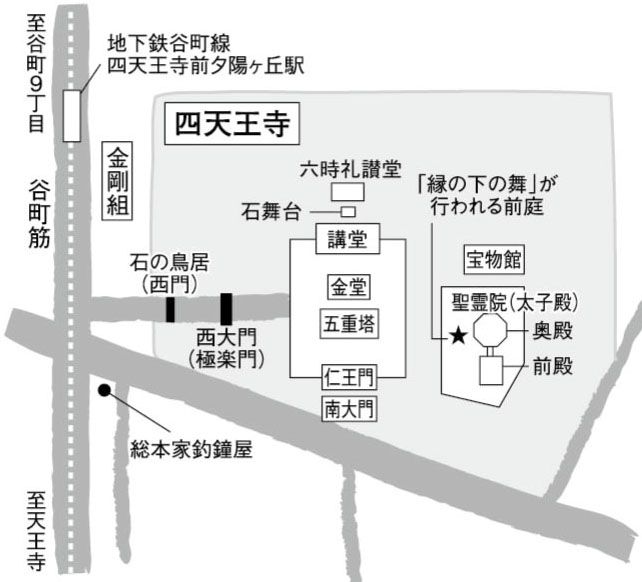 至谷町9丁目
地下鉄谷町線
四天王寺前夕陽ヶ丘駅
金剛組
谷町筋
四天王寺
六時礼讃堂
石舞台
講堂
「縁の下の舞」が
行われる前庭
宝物館
石の鳥居
(西門)
西大門
(極楽門)
金堂
五重塔
仁王門
南大門
聖霊院(太子殿)
奥殿
前殿
総本家釣鐘屋
至天王寺